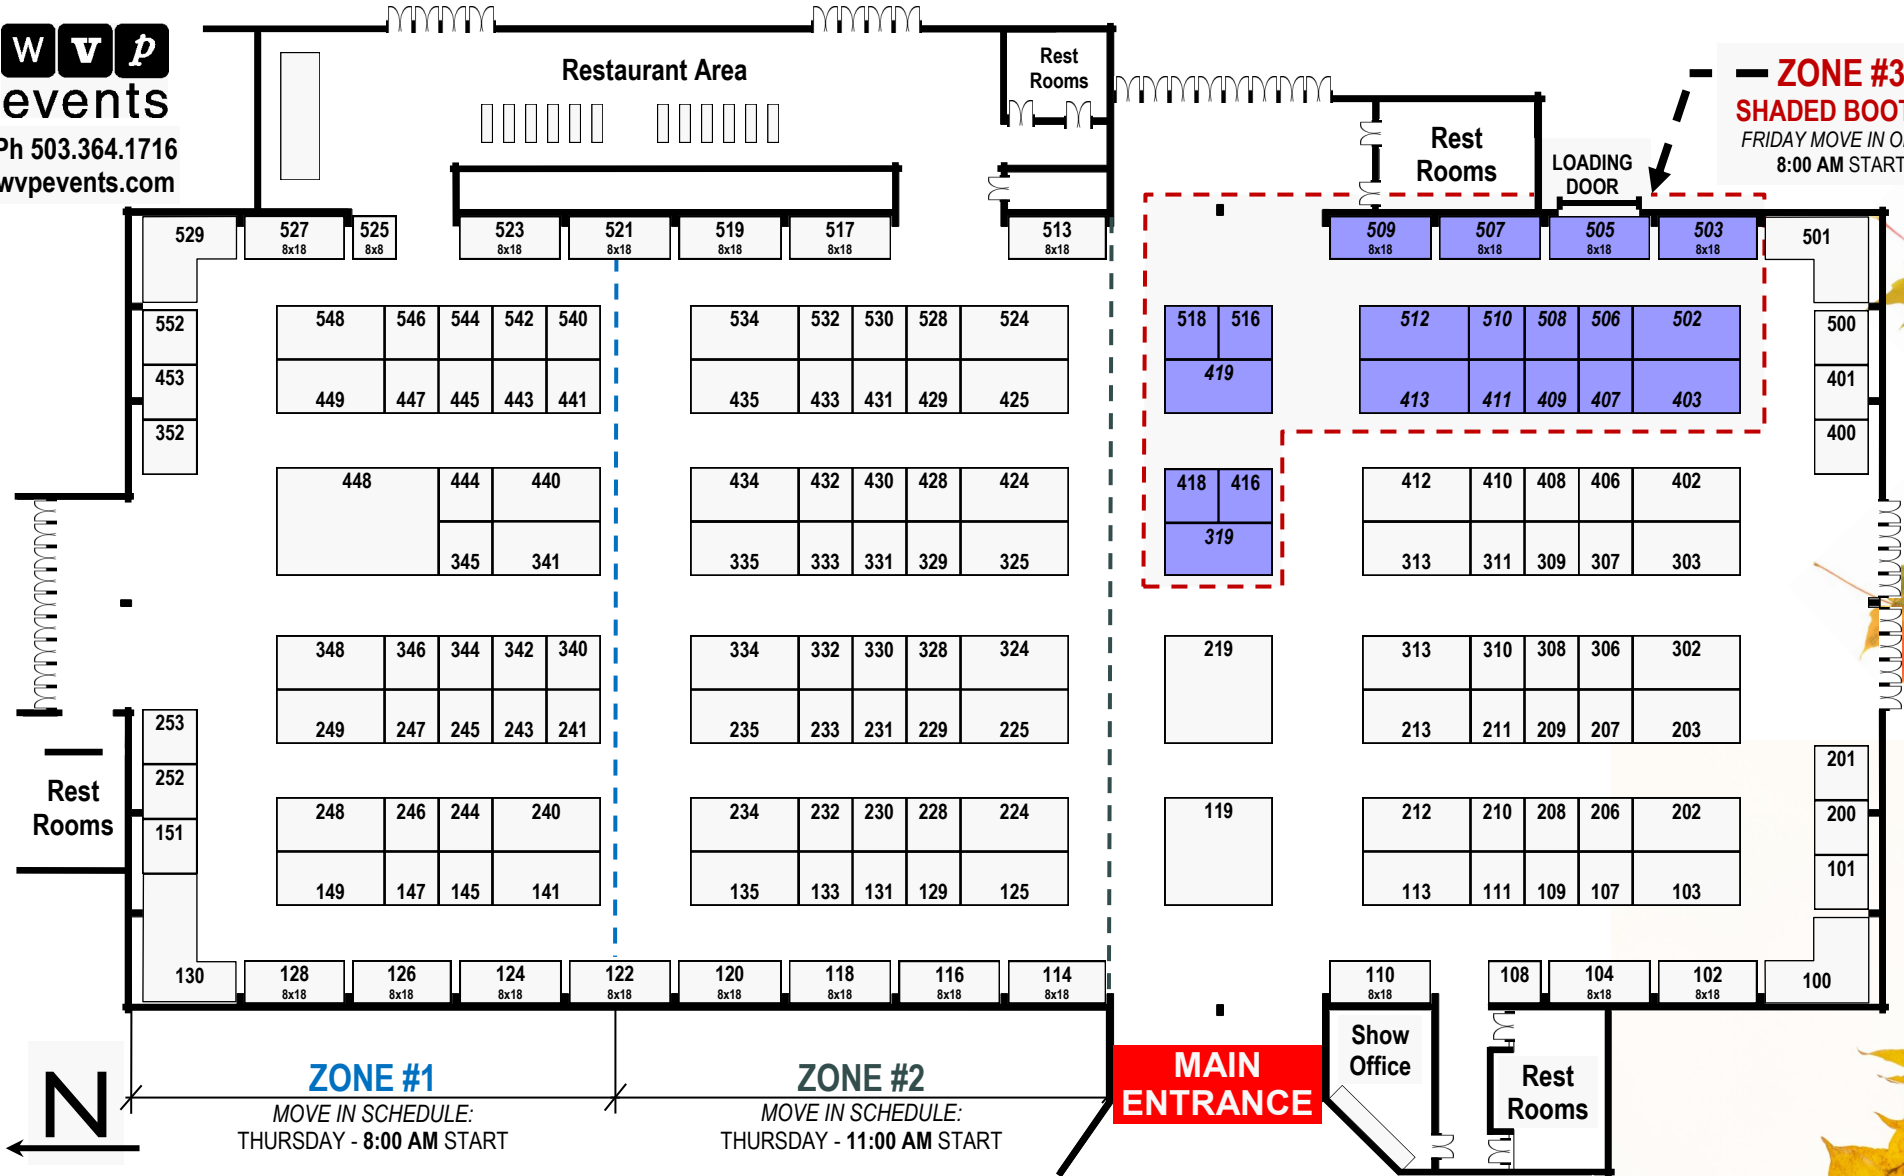 w v p
events
Ph 503.364.1716
wvpevents.com
Restaurant Area
Rest
Rooms
Rest
Rooms
LOADING
DOOR
ZONE #3
SHADED BOOT
FRIDAY MOVE IN O
8:00 AM START
529
527
8x18
525
8x8
523
8x18
521
8x18
519
8x18
517
8x18
513
8x18
509
8x18
507
8x18
505
8x18
503
8x18
501
552
453
352
548 546 544 542 540
449 447 445 443 441
534 532 530 528 524
435 433 431 429 425
518 516
419
512 510 508 506 502
413 411 409 407 403
500
401
400
448 444 440
345 341
434 432 430 428 424
335 333 331 329 325
418 416
319
412 410 408 406 402
313 311 309 307 303
348 346 344 342 340
249 247 245 243 241
334 332 330 328 324
235 233 231 229 225
219
313 310 308 306 302
213 211 209 207 203
253
252
151
Rest
Rooms
201
200
101
248 246 244 240
149 147 145 141
234 232 230 228 224
135 133 131 129 125
119
212 210 208 206 202
113 111 109 107 103
130
128
8x18
126
8x18
124
8x18
122
8x18
120
8x18
118
8x18
116
8x18
114
8x18
110
8x18
108
104
8x18
102
8x18
100
N
ZONE #1
MOVE IN SCHEDULE:
THURSDAY - 8:00 AM START
ZONE #2
MOVE IN SCHEDULE:
THURSDAY - 11:00 AM START
MAIN
ENTRANCE
Show
Office
Rest
Rooms